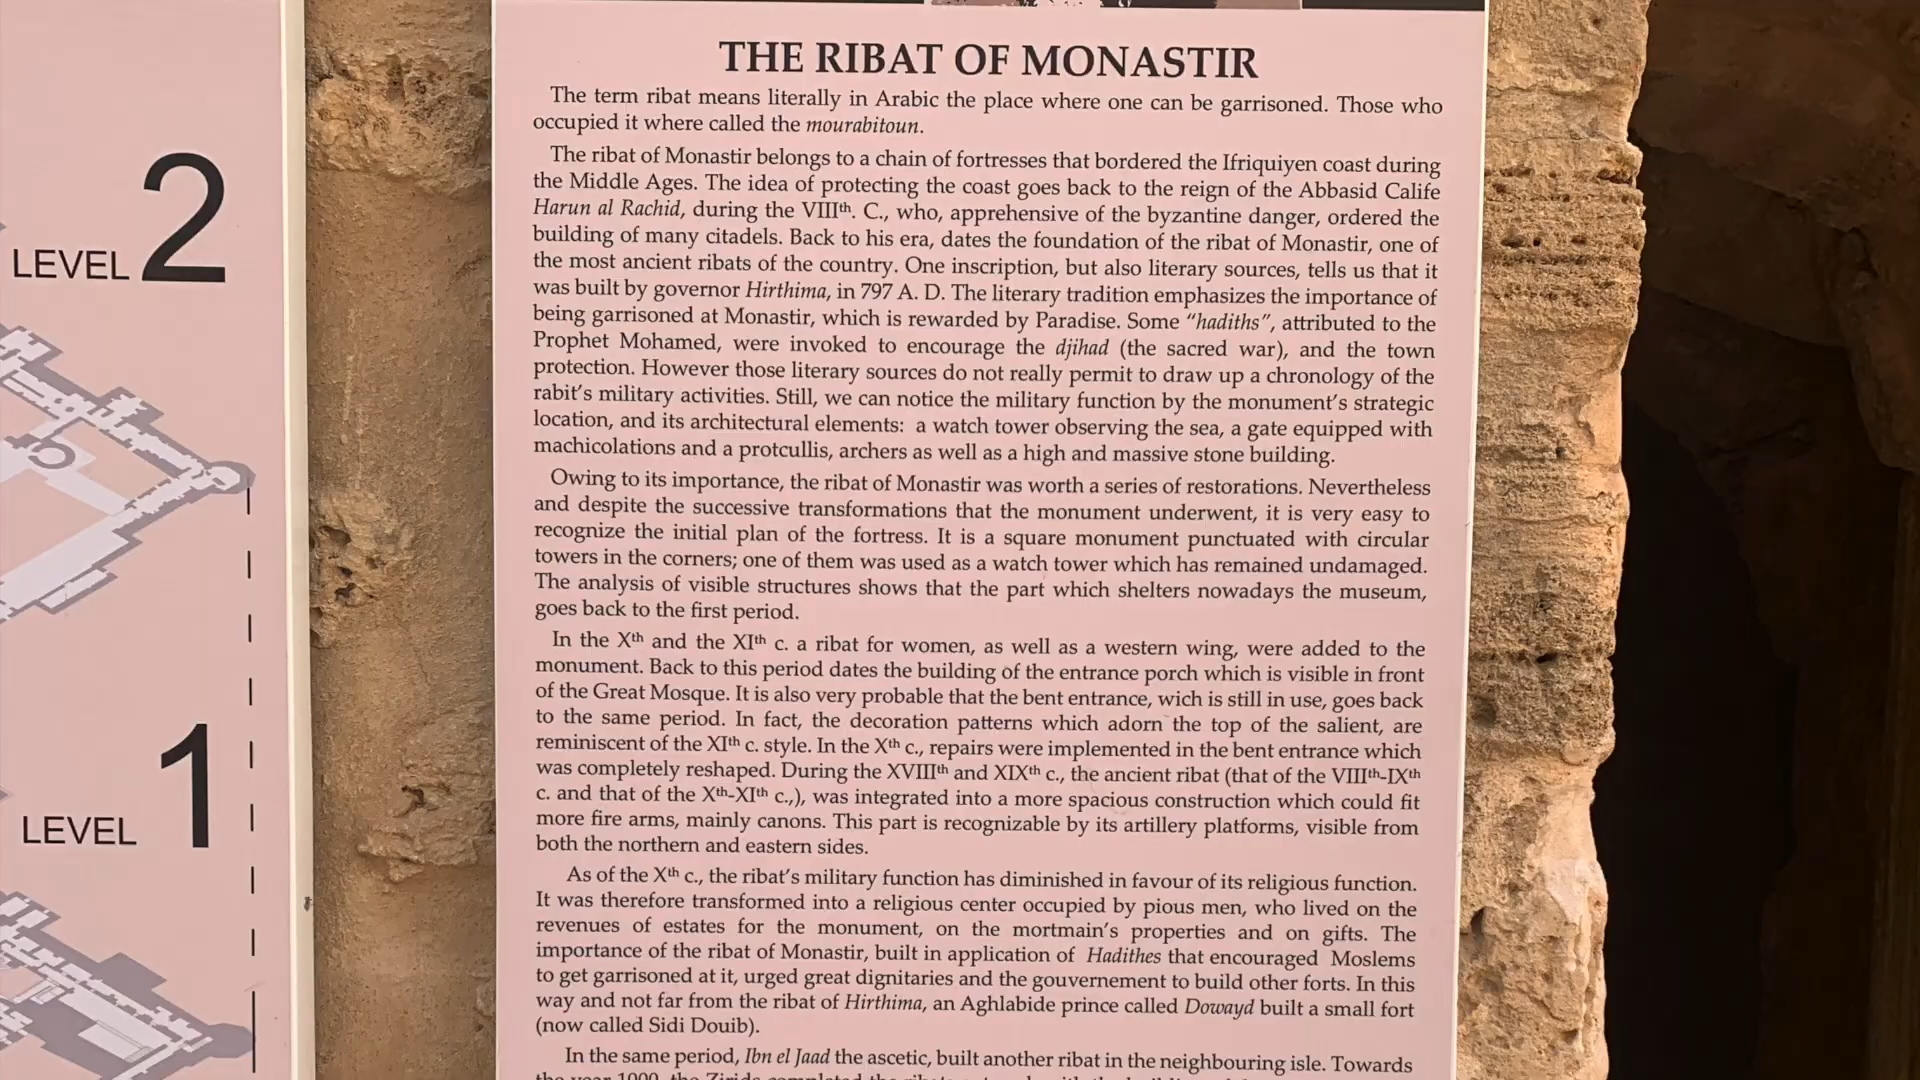 THE RIBAT OF MONASTIR
The term ribat means literally in Arabic the place where one can be garrisoned. Those who
occupied it where called the mourabitoun.
The ribat of Monastir belongs to a chain of fortresses that bordered the Ifriquiyen coast during
the Middle Ages. The idea of protecting the coast goes back to the reign of the Abbasid Calife
Harun al Rachid, during the VIIIth. C., who, apprehensive of the byzantine danger, ordered the
building of many citadels. Back to his era, dates the foundation of the ribat of Monastir, one of
the most ancient ribats of the country. One inscription, but also literary sources, tells us that it
was built by governor Hirthima, in 797 A. D. The literary tradition emphasizes the importance of
being garrisoned at Monastir, which is rewarded by Paradise. Some “hadiths”, attributed to the
Prophet Mohamed, were invoked to encourage the djihad (the sacred war), and the town
protection. However those literary sources do not really permit to draw up a chronology of the
rabit’s military activities. Still, we can notice the military function by the monument’s strategic
location, and its architectural elements: a watch tower observing the sea, a gate equipped with
machicolations and a protcullis, archers as well as a high and massive stone building.
Owing to its importance, the ribat of Monastir was worth a series of restorations. Nevertheless
and despite the successive transformations that the monument underwent, it is very easy to
recognize the initial plan of the fortress. It is a square monument punctuated with circular
towers in the corners; one of them was used as a watch tower which has remained undamaged.
The analysis of visible structures shows that the part which shelters nowadays the museum,
goes back to the first period.
In the Xth and the XIth c. a ribat for women, as well as a western wing, were added to the
monument. Back to this period dates the building of the entrance porch which is visible in front
of the Great Mosque. It is also very probable that the bent entrance, wich is still in use, goes back
to the same period. In fact, the decoration patterns which adorn the top of the salient, are
reminiscent of the XIth c. style. In the Xth c., repairs were implemented in the bent entrance which
was completely reshaped. During the XVIIIth and XIXth c., the ancient ribat (that of the VIIIth-IXth
c. and that of the Xth-XIth c.,), was integrated into a more spacious construction which could fit
more fire arms, mainly canons. This part is recognizable by its artillery platforms, visible from
both the northern and eastern sides.
As of the Xth c., the ribat’s military function has diminished in favour of its religious function.
It was therefore transformed into a religious center occupied by pious men, who lived on the
revenues of estates for the monument, on the mortmain’s properties and on gifts. The
importance of the ribat of Monastir, built in application of Hadithes that encouraged Moslems
to get garrisoned at it, urged great dignitaries and the gouvernement to build other forts. In this
way and not far from the ribat of Hirthima, an Aghlabide prince called Dowayd built a small fort
(now called Sidi Douib).
In the same period, Ibn el Jaad the ascetic, built another ribat in the neighbouring isle. Towards
LEVEL 2
LEVEL 1